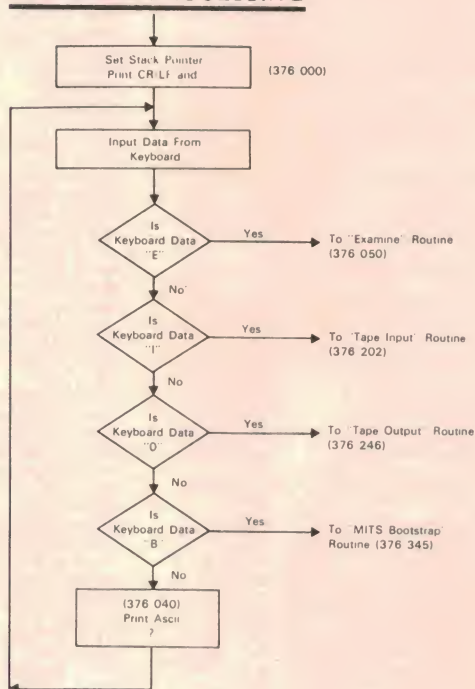 Set Stack Pointer
Print CR LF and
(376 000)
Input Data From
Keyboard
Is
Keyboard Data
"E"
Yes
To "Examine" Routine
(376 050)
No
Is
Keyboard Data
"I"
Yes
To "Tape Input" Routine
(376 202)
No
Is
Keyboard Data
"O"
Yes
To "Tape Output" Routine
(376 246)
No
Is
Keyboard Data
"B"
Yes
To "MITS Bootstrap"
Routine (376 345)
No
(376 040)
Print Ascii
?